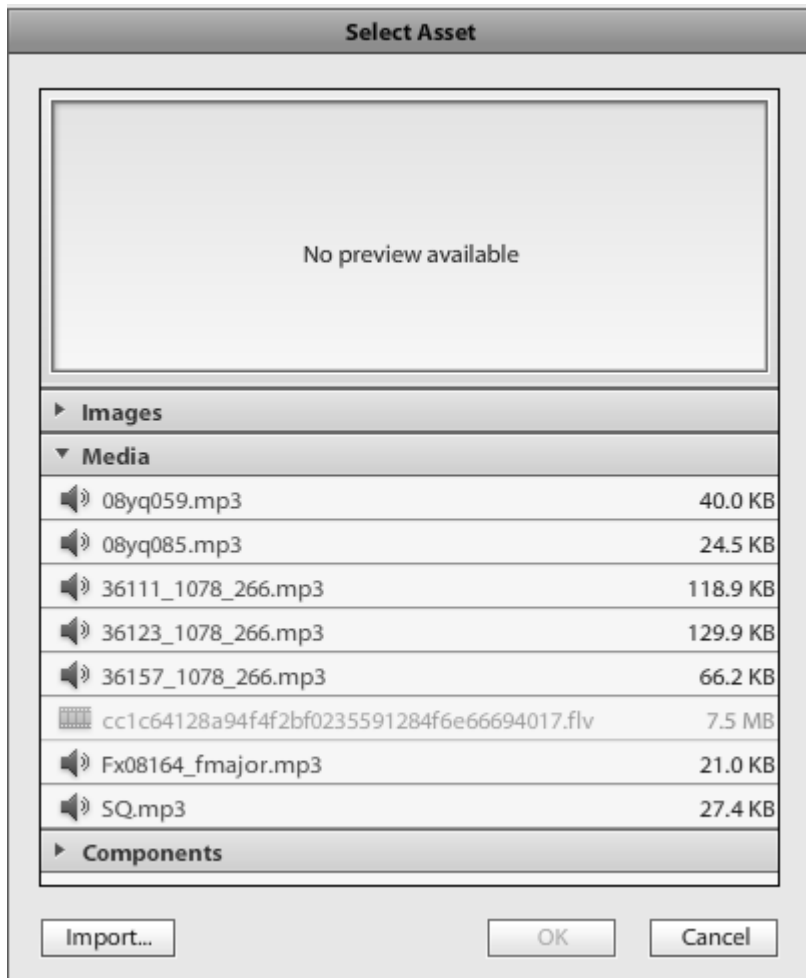 Select Asset
No preview available
Images
Media
08yq059.mp3 40.0 KB
08yq085.mp3 24.5 KB
36111_1078_266.mp3 118.9 KB
36123_1078_266.mp3 129.9 KB
36157_1078_266.mp3 66.2 KB
cc1c64128a94f4f2bf0235591284f6e66694017.flv 7.5 MB
Fx08164_fmajor.mp3 21.0 KB
SQ.mp3 27.4 KB
Components
Import... OK Cancel